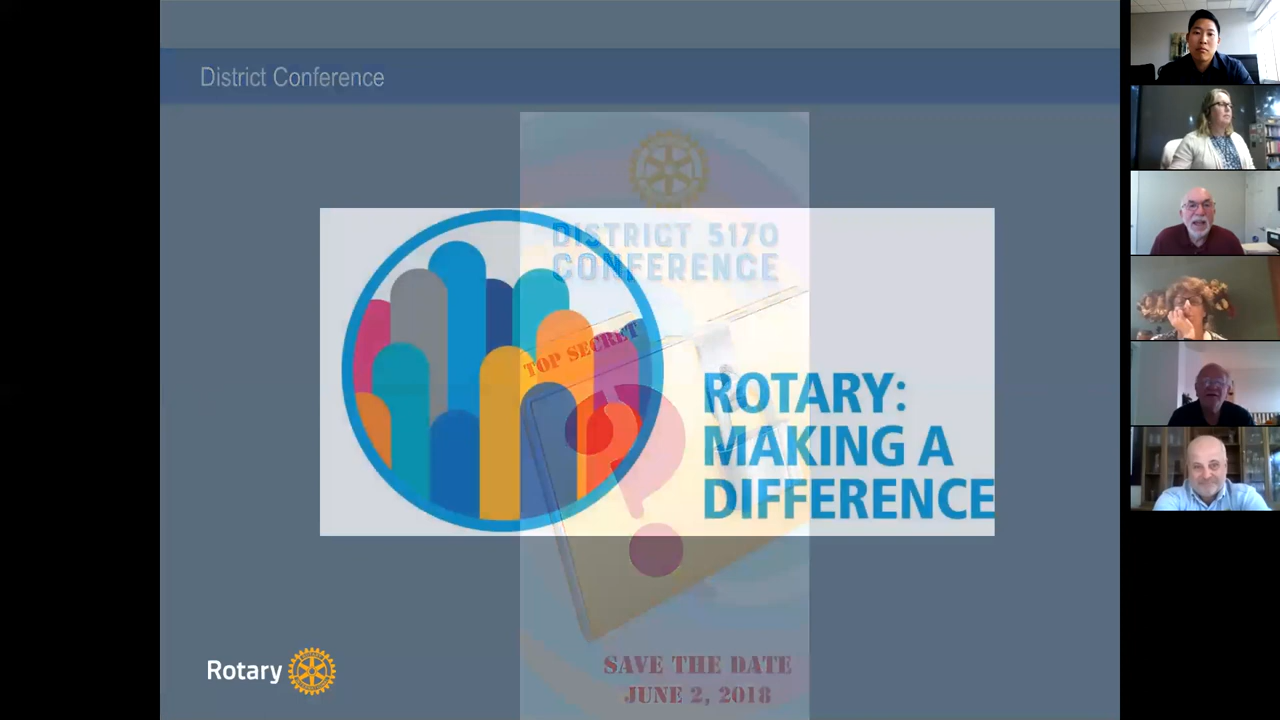 District Conference
DISTRICT 5170
CONFERENCE
TOP SECRET
ROTARY:
MAKING A
DIFFERENCE
SAVE THE DATE
JUNE 2, 2018
Rotary